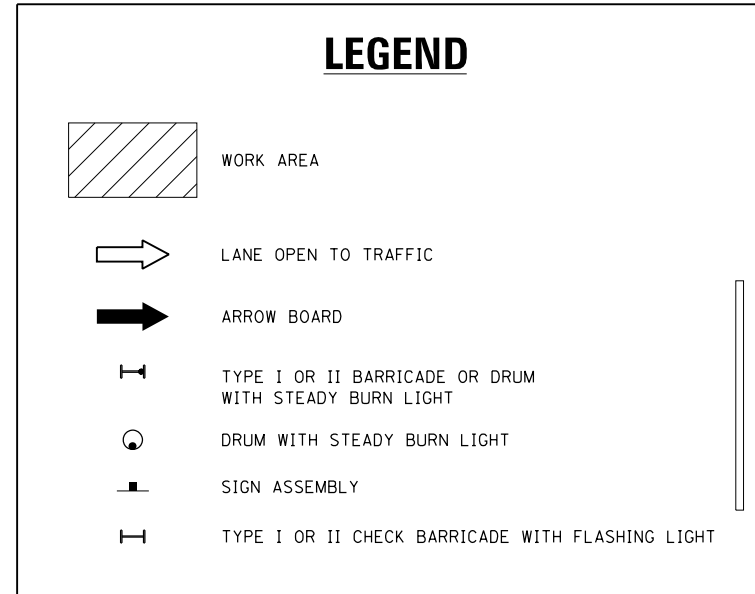 LEGEND
WORK AREA
LANE OPEN TO TRAFFIC
ARROW BOARD
TYPE I OR II BARRICADE OR DRUM
WITH STEADY BURN LIGHT
DRUM WITH STEADY BURN LIGHT
SIGN ASSEMBLY
TYPE I OR II CHECK BARRICADE WITH FLASHING LIGHT